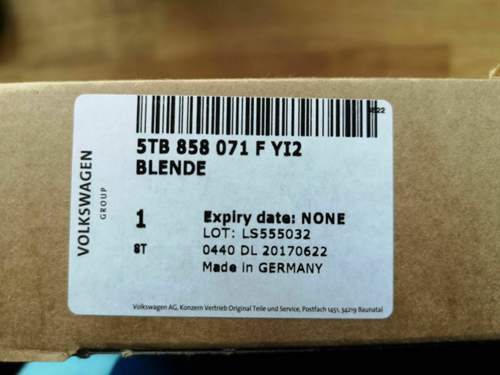 4522
5TB 858 071 F YI2
BLENDE
VOLKSWAGEN
GROUP
1
ST
Expiry date: NONE
LOT: LS555032
0440 DL 20170622
Made in GERMANY
Volkswagen AG, Konzern Vertrieb Original Teile und Service, Postfach 1451, 34219 Baunatal